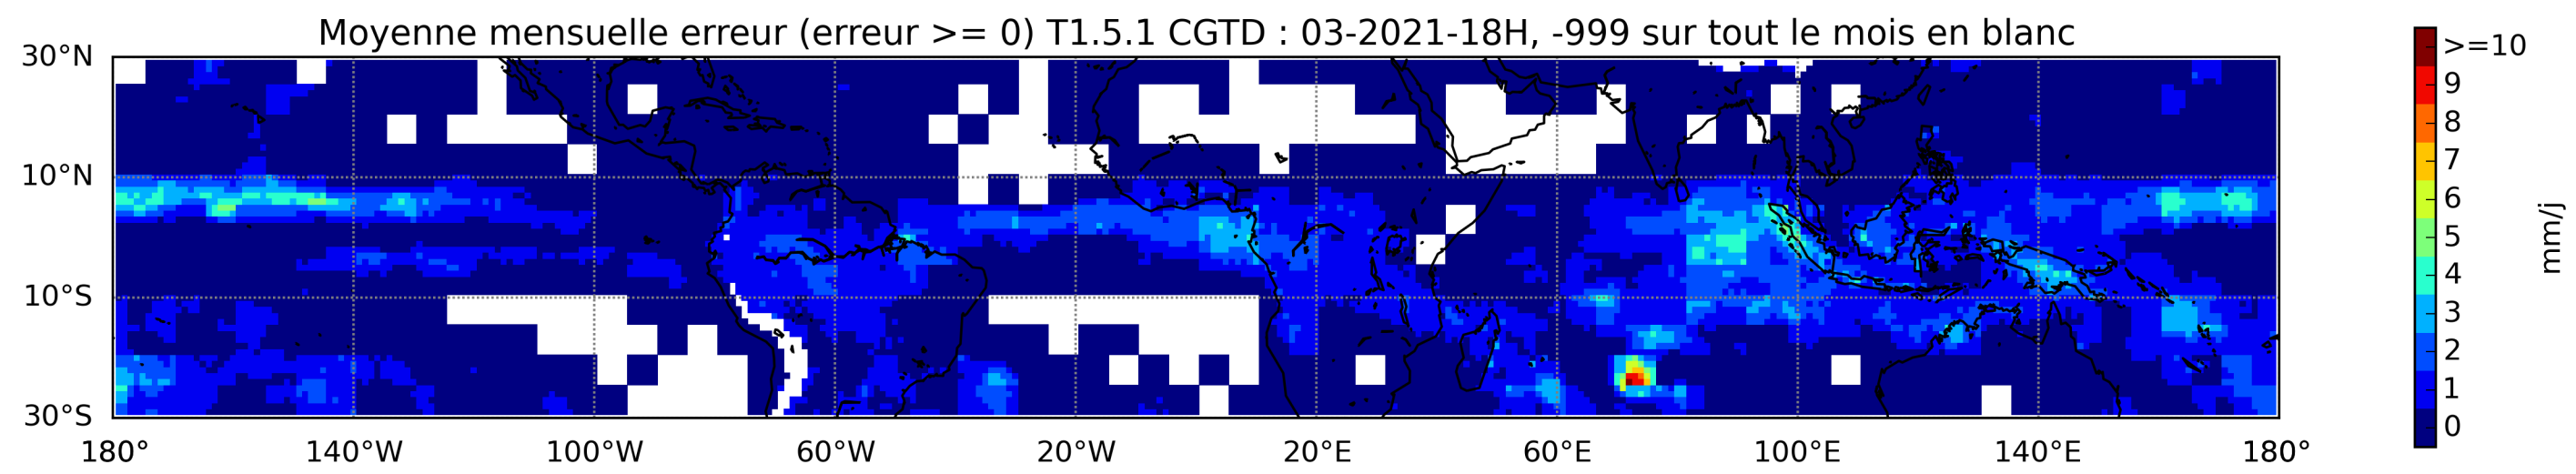 Moyenne mensuelle erreur (erreur >= 0) T1.5.1 CGTD : 03-2021-18H, -999 sur tout le mois en blanc
30°N
10°N
10°S
30°S
180° 140°W 100°W 60°W 20°W 20°E 60°E 100°E 140°E 180°
>=10
9
8
7
6
5
4
3
2
1
0
mm/j